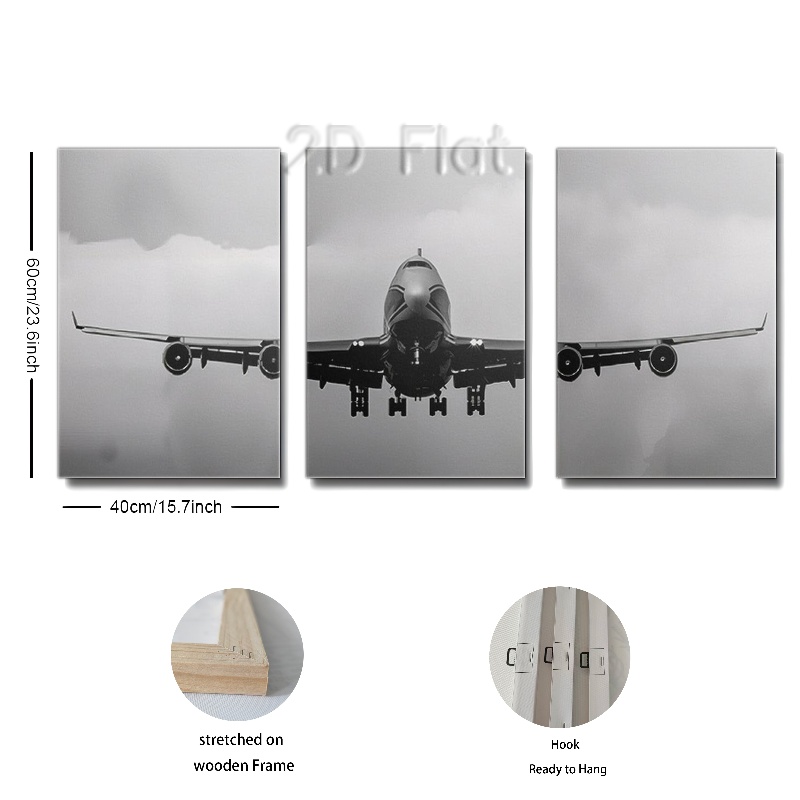 2D Flat
60cm/23.6inch
40cm/15.7inch
stretched on
wooden Frame
Hook
Ready to Hang